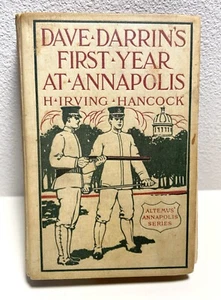 DAVE·DARRIN'S
FIRST·YEAR
AT·ANNAPOLIS
H·IRVING·HANCOCK
ALTEMUS'
ANNAPOLIS
SERIES